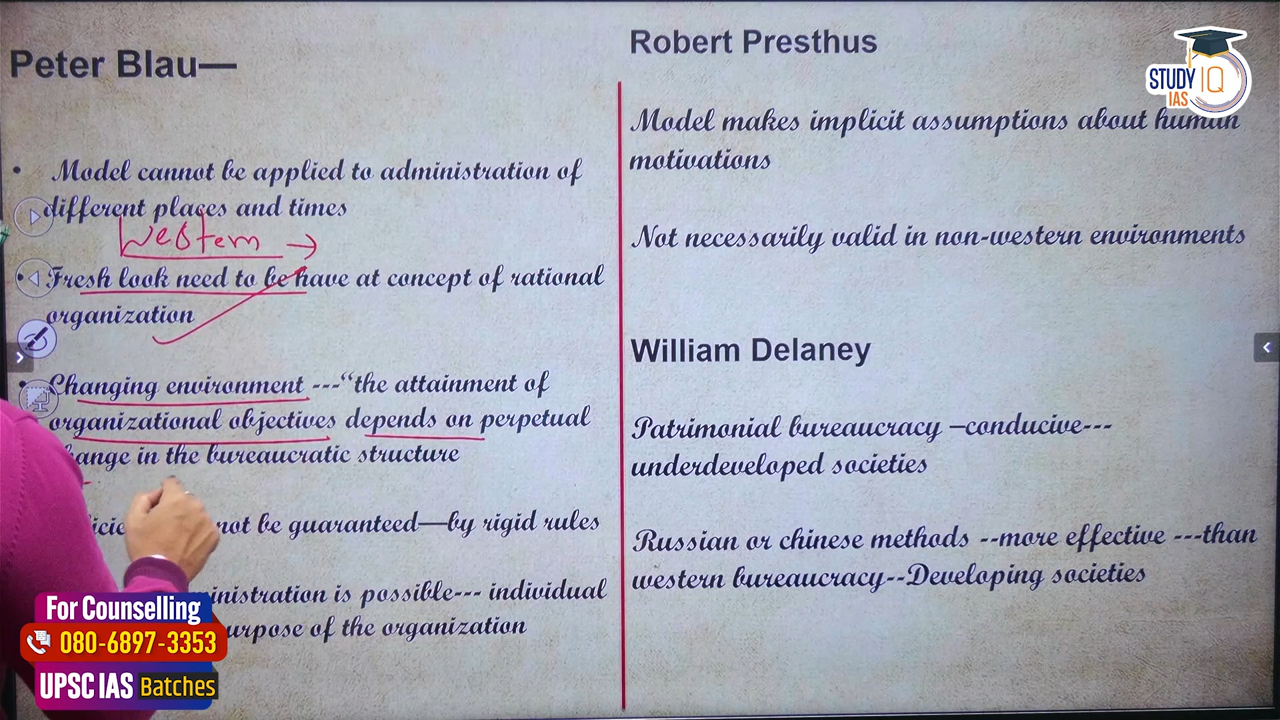 Peter Blau—
• Model cannot be applied to administration of
different places and times
Western →
• Fresh look need to be have at concept of rational
organization
• Changing environment ---“the attainment of
organizational objectives depends on perpetual
in the bureaucratic structure
not be guaranteed—by rigid rules
is possible--- individual
of the organization
Robert Presthus
Model makes implicit assumptions about human
motivations
Not necessarily valid in non-western environments
William Delaney
Patrimonial bureaucracy –conducive---
underdeveloped societies
Russian or chinese methods --more effective ---than
western bureaucracy--Developing societies
STUDY IQ
IAS
For Counselling
080-6897-3353
UPSC IAS Batches